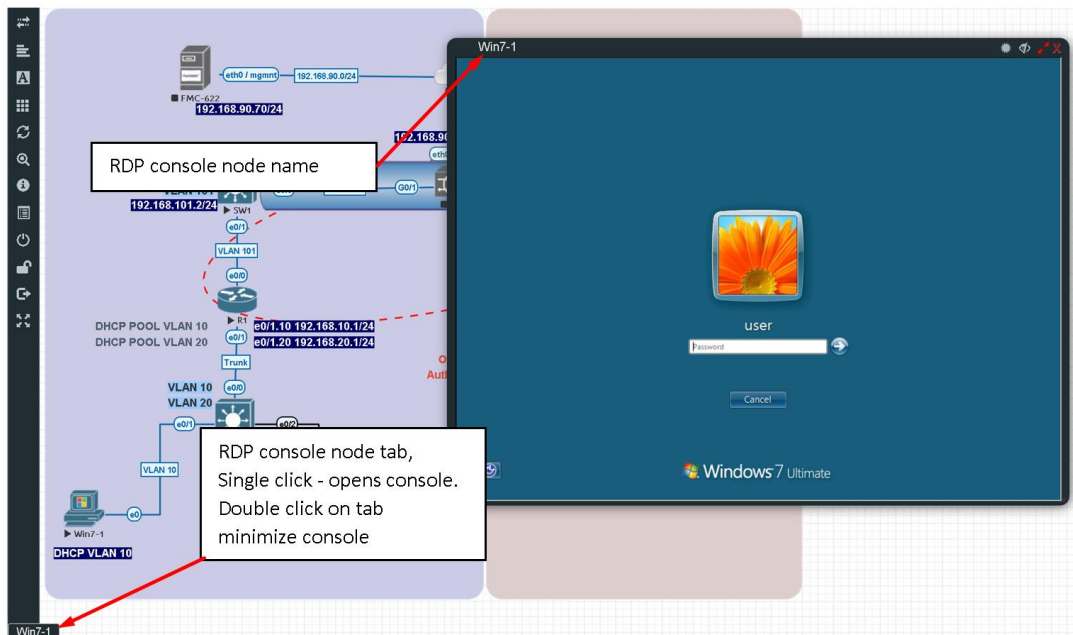 Win7-1
eth0 / mgmnt
192.168.90.0/24
FMC-622
192.168.90.70/24
192.168.90
RDP console node name
G0/1
192.168.101.2/24
SW1
e0/1
VLAN 101
e0/0
R1
DHCP POOL VLAN 10
e0/1.10 192.168.10.1/24
DHCP POOL VLAN 20
e0/1
e0/1.20 192.168.20.1/24
Trunk
VLAN 10
e0/0
VLAN 20
e0/1
e0/2
RDP console node tab,
Single click - opens console.
Double click on tab
minimize console
VLAN 10
e0
Win7-1
DHCP VLAN 10
Win7-1
user
Password
Cancel
Windows 7 Ultimate